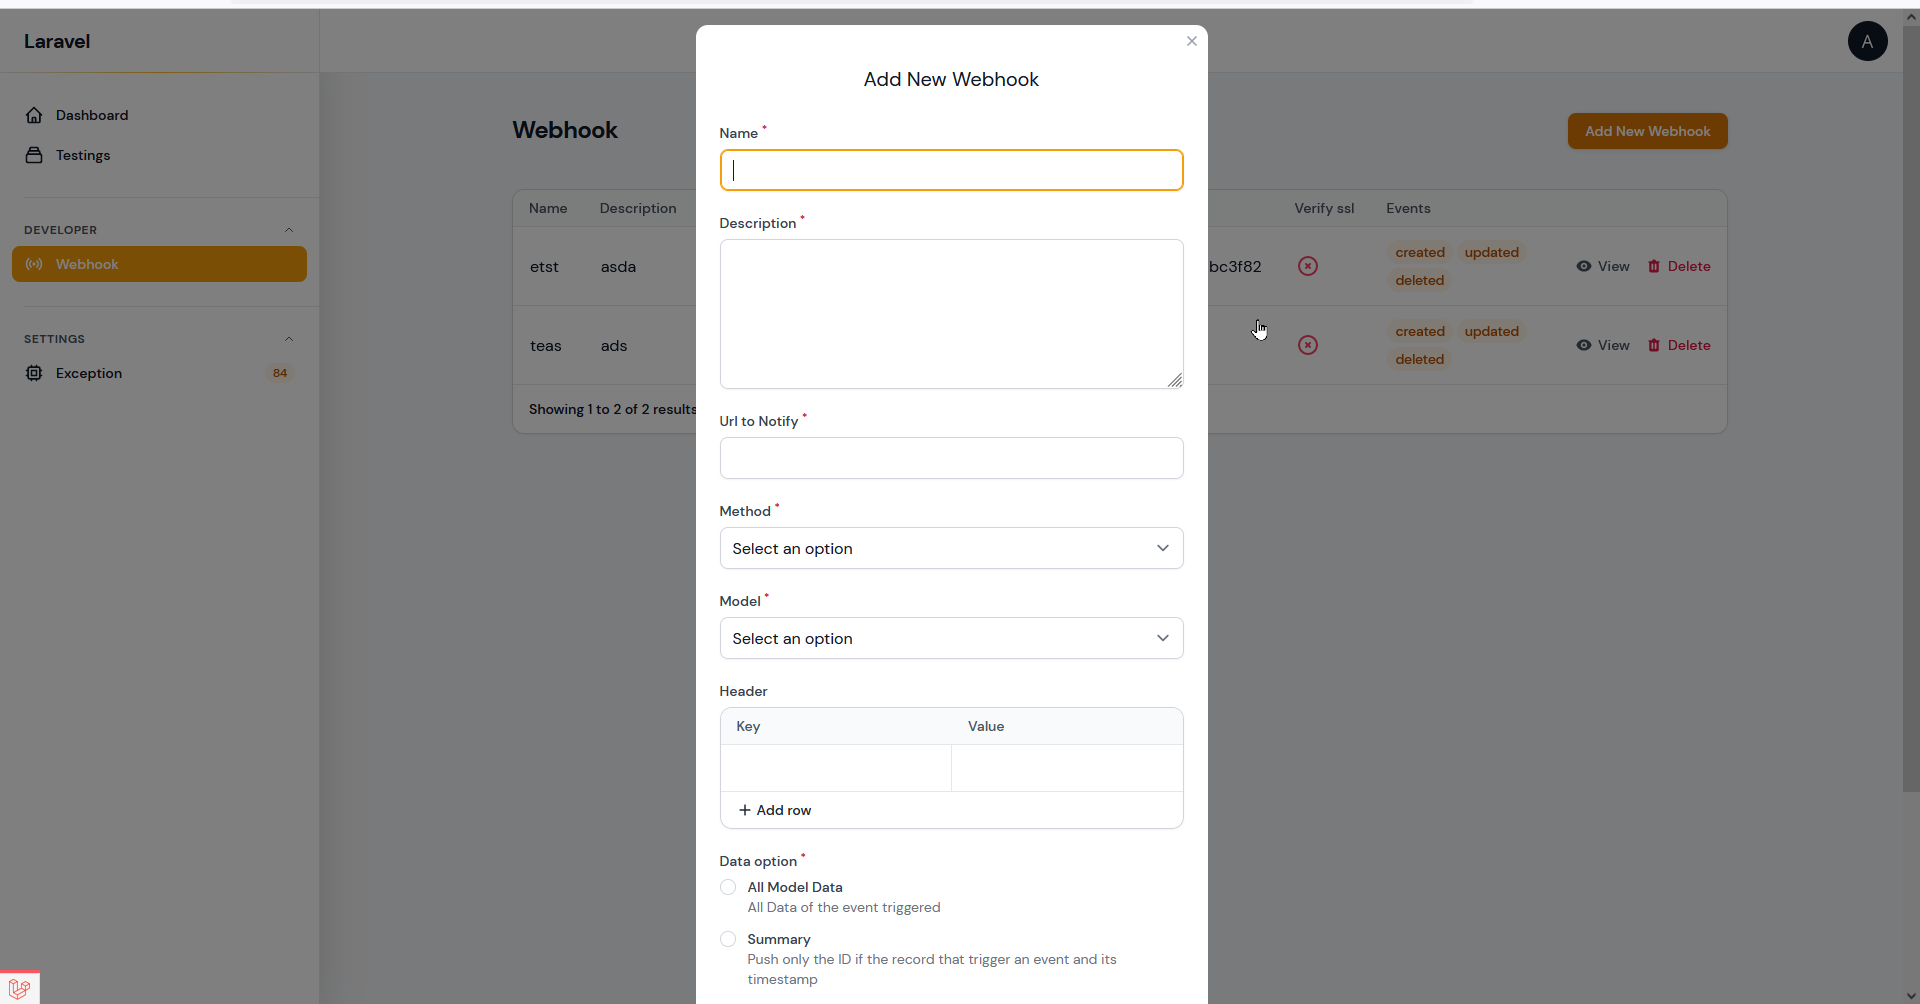 Laravel
A
Dashboard
Testings
DEVELOPER
Webhook
SETTINGS
Exception 84
Webhook
Add New Webhook
Name Description Verify ssl Events
etst asda bc3f82 created updated deleted View Delete
teas ads created updated deleted View Delete
Showing 1 to 2 of 2 results
Add New Webhook
Name *
Description *
Url to Notify *
Method *
Select an option
Model *
Select an option
Header
Key Value
+ Add row
Data option *
All Model Data
All Data of the event triggered
Summary
Push only the ID if the record that trigger an event and its
timestamp